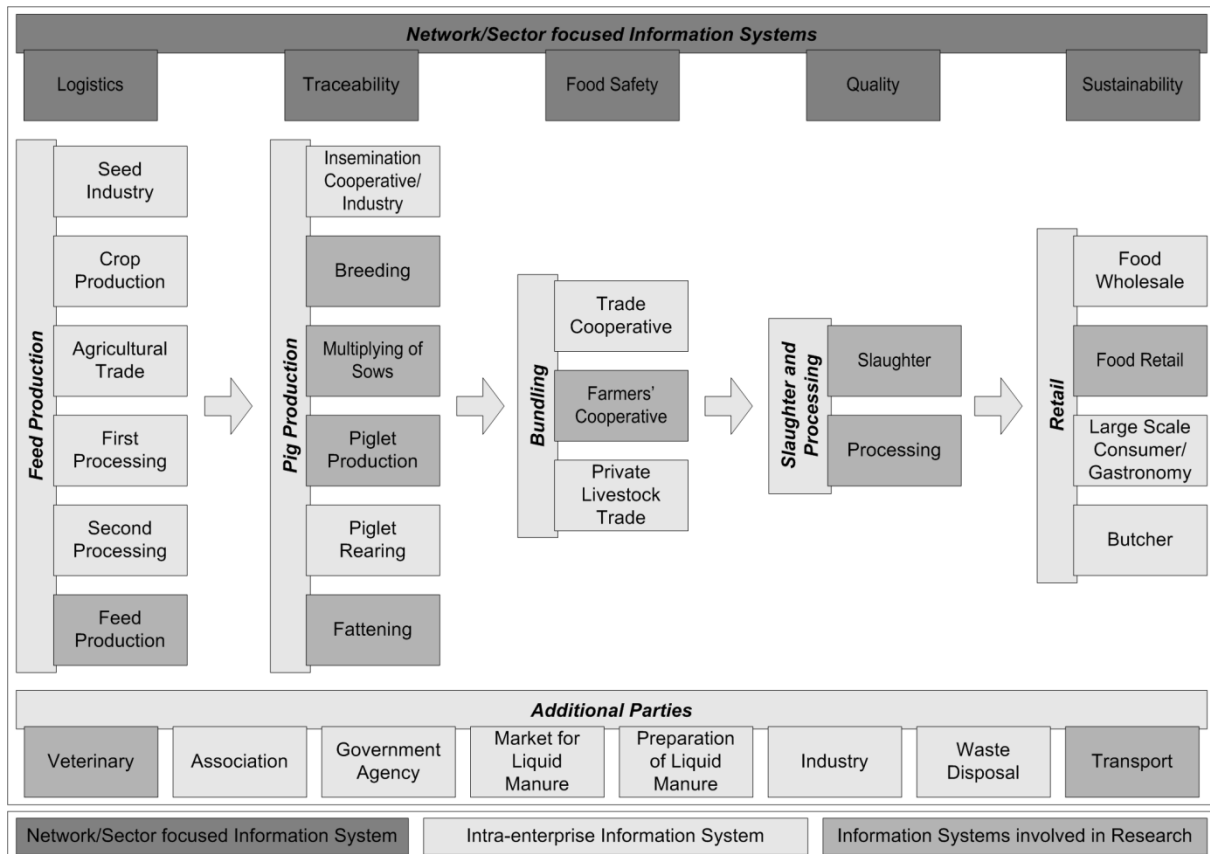 Network/Sector focused Information Systems
Logistics
Traceability
Food Safety
Quality
Sustainability
Feed Production
Seed
Industry
Crop
Production
Agricultural
Trade
First
Processing
Second
Processing
Feed
Production
Pig Production
Insemination
Cooperative/
Industry
Breeding
Multiplying of
Sows
Piglet
Production
Piglet
Rearing
Fattening
Bundling
Trade
Cooperative
Farmers'
Cooperative
Private
Livestock
Trade
Slaughter and
Processing
Slaughter
Processing
Retail
Food
Wholesale
Food Retail
Large Scale
Consumer/
Gastronomy
Butcher
Additional Parties
Veterinary
Association
Government
Agency
Market for
Liquid
Manure
Preparation
of Liquid
Manure
Industry
Waste
Disposal
Transport
Network/Sector focused Information System
Intra-enterprise Information System
Information Systems involved in Research